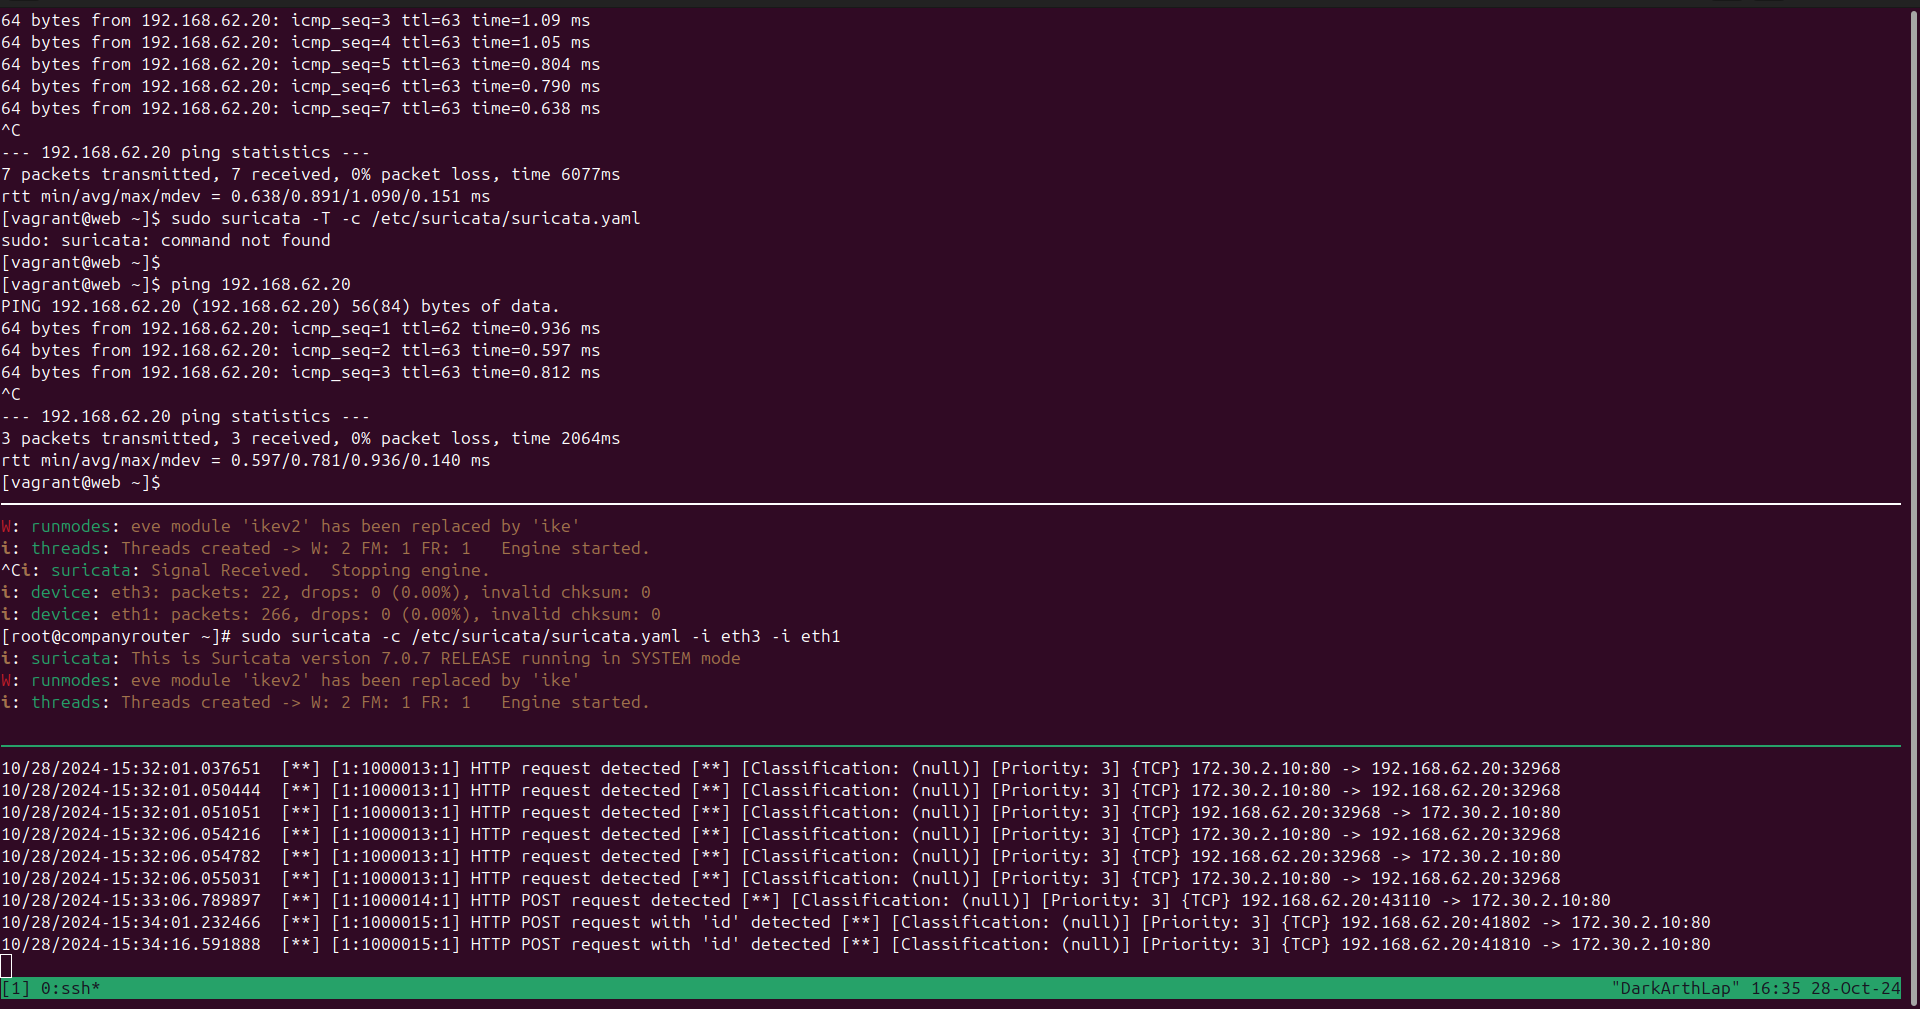 64 bytes from 192.168.62.20: icmp_seq=3 ttl=63 time=1.09 ms
64 bytes from 192.168.62.20: icmp_seq=4 ttl=63 time=1.05 ms
64 bytes from 192.168.62.20: icmp_seq=5 ttl=63 time=0.804 ms
64 bytes from 192.168.62.20: icmp_seq=6 ttl=63 time=0.790 ms
64 bytes from 192.168.62.20: icmp_seq=7 ttl=63 time=0.638 ms
^C
--- 192.168.62.20 ping statistics ---
7 packets transmitted, 7 received, 0% packet loss, time 6077ms
rtt min/avg/max/mdev = 0.638/0.891/1.090/0.151 ms
[vagrant@web ~]$ sudo suricata -T -c /etc/suricata/suricata.yaml
sudo: suricata: command not found
[vagrant@web ~]$
[vagrant@web ~]$ ping 192.168.62.20
PING 192.168.62.20 (192.168.62.20) 56(84) bytes of data.
64 bytes from 192.168.62.20: icmp_seq=1 ttl=62 time=0.936 ms
64 bytes from 192.168.62.20: icmp_seq=2 ttl=63 time=0.597 ms
64 bytes from 192.168.62.20: icmp_seq=3 ttl=63 time=0.812 ms
^C
--- 192.168.62.20 ping statistics ---
3 packets transmitted, 3 received, 0% packet loss, time 2064ms
rtt min/avg/max/mdev = 0.597/0.781/0.936/0.140 ms
[vagrant@web ~]$
W: runmodes: eve module 'ikev2' has been replaced by 'ike'
i: threads: Threads created -> W: 2 FM: 1 FR: 1   Engine started.
^Ci: suricata: Signal Received.  Stopping engine.
i: device: eth3: packets: 22, drops: 0 (0.00%), invalid chksum: 0
i: device: eth1: packets: 266, drops: 0 (0.00%), invalid chksum: 0
[root@companyrouter ~]# sudo suricata -c /etc/suricata/suricata.yaml -i eth3 -i eth1
i: suricata: This is Suricata version 7.0.7 RELEASE running in SYSTEM mode
W: runmodes: eve module 'ikev2' has been replaced by 'ike'
i: threads: Threads created -> W: 2 FM: 1 FR: 1   Engine started.
10/28/2024-15:32:01.037651  [**] [1:1000013:1] HTTP request detected [**] [Classification: (null)] [Priority: 3] {TCP} 172.30.2.10:80 -> 192.168.62.20:32968
10/28/2024-15:32:01.050444  [**] [1:1000013:1] HTTP request detected [**] [Classification: (null)] [Priority: 3] {TCP} 172.30.2.10:80 -> 192.168.62.20:32968
10/28/2024-15:32:01.051051  [**] [1:1000013:1] HTTP request detected [**] [Classification: (null)] [Priority: 3] {TCP} 192.168.62.20:32968 -> 172.30.2.10:80
10/28/2024-15:32:06.054216  [**] [1:1000013:1] HTTP request detected [**] [Classification: (null)] [Priority: 3] {TCP} 172.30.2.10:80 -> 192.168.62.20:32968
10/28/2024-15:32:06.054782  [**] [1:1000013:1] HTTP request detected [**] [Classification: (null)] [Priority: 3] {TCP} 192.168.62.20:32968 -> 172.30.2.10:80
10/28/2024-15:32:06.055031  [**] [1:1000013:1] HTTP request detected [**] [Classification: (null)] [Priority: 3] {TCP} 172.30.2.10:80 -> 192.168.62.20:32968
10/28/2024-15:33:06.789897  [**] [1:1000014:1] HTTP POST request detected [**] [Classification: (null)] [Priority: 3] {TCP} 192.168.62.20:43110 -> 172.30.2.10:80
10/28/2024-15:34:01.232466  [**] [1:1000015:1] HTTP POST request with 'id' detected [**] [Classification: (null)] [Priority: 3] {TCP} 192.168.62.20:41802 -> 172.30.2.10:80
10/28/2024-15:34:16.591888  [**] [1:1000015:1] HTTP POST request with 'id' detected [**] [Classification: (null)] [Priority: 3] {TCP} 192.168.62.20:41810 -> 172.30.2.10:80
[1] 0:ssh* "DarkArthLap" 16:35 28-Oct-24